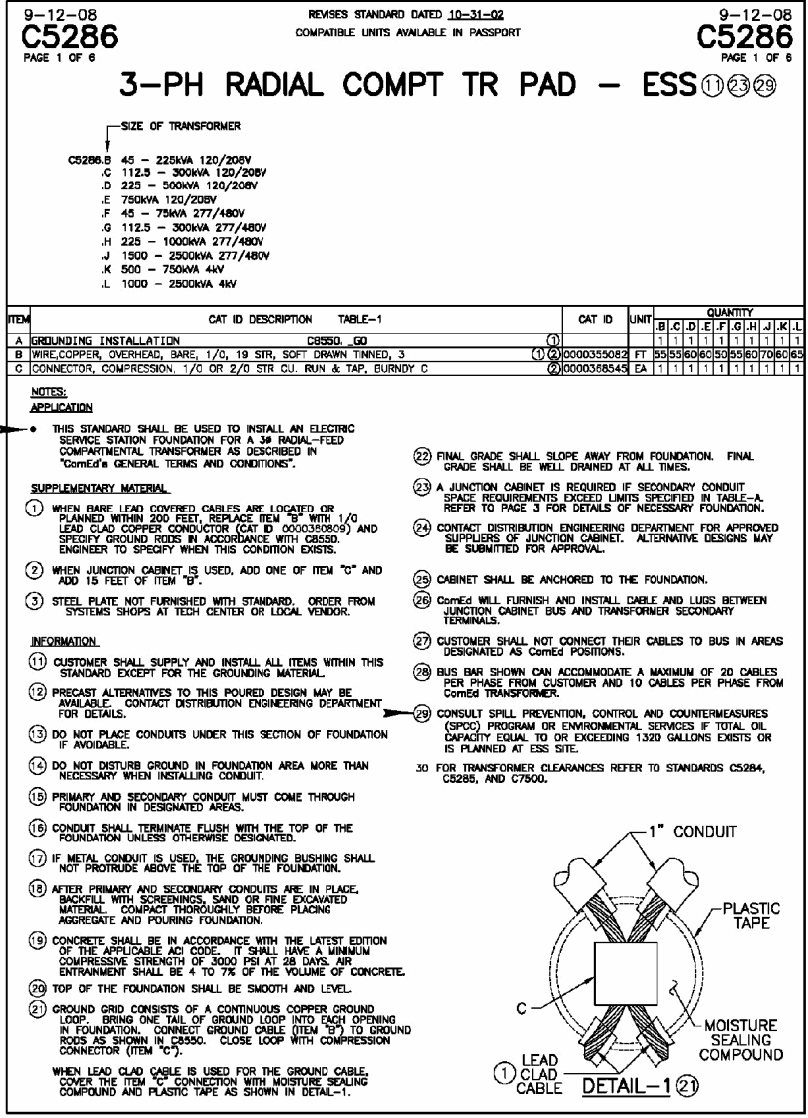 9-12-08
C5286
PAGE 1 OF 6
REVISES STANDARD DATED 10-31-02
COMPATIBLE UNITS AVAILABLE IN PASSPORT
9-12-08
C5286
PAGE 1 OF 6
3-PH RADIAL COMPT TR PAD - ESS (11)(23)(29)
SIZE OF TRANSFORMER
C5286.B 45 - 225kVA 120/208V
.C 112.5 - 300kVA 120/208V
.D 225 - 500kVA 120/208V
.E 750kVA 120/208V
.F 45 - 75kVA 277/480V
.G 112.5 - 300kVA 277/480V
.H 225 - 1000kVA 277/480V
.J 1500 - 2500kVA 277/480V
.K 500 - 750kVA 4kV
.L 1000 - 2500kVA 4kV
ITEM CAT ID DESCRIPTION TABLE-1 CAT ID UNIT QUANTITY
.B .C .D .E .F .G .H .J .K .L
A GROUNDING INSTALLATION C8550. _GO (1) 1 1 1 1 1 1 1 1 1 1
B WIRE,COPPER, OVERHEAD, BARE, 1/0, 19 STR, SOFT DRAWN TINNED, 3 (1)(2) 0000355082 FT 55 55 60 60 50 55 60 70 60 65
C CONNECTOR, COMPRESSION, 1/0 OR 2/0 STR CU. RUN & TAP, BURNDY C (2) 0000368545 EA 1 1 1 1 1 1 1 1 1 1
NOTES:
APPLICATION
• THIS STANDARD SHALL BE USED TO INSTALL AN ELECTRIC
SERVICE STATION FOUNDATION FOR A 3Ø RADIAL-FEED
COMPARTMENTAL TRANSFORMER AS DESCRIBED IN
"ComEd's GENERAL TERMS AND CONDITIONS".
SUPPLEMENTARY MATERIAL
(1) WHEN BARE LEAD COVERED CABLES ARE LOCATED OR
PLANNED WITHIN 200 FEET, REPLACE ITEM "B" WITH 1/0
LEAD CLAD COPPER CONDUCTOR (CAT ID 0000350809) AND
SPECIFY GROUND RODS IN ACCORDANCE WITH C8550.
ENGINEER TO SPECIFY WHEN THIS CONDITION EXISTS.
(2) WHEN JUNCTION CABINET IS USED, ADD ONE OF ITEM "C" AND
ADD 15 FEET OF ITEM "B".
(3) STEEL PLATE NOT FURNISHED WITH STANDARD. ORDER FROM
SYSTEMS SHOPS AT TECH CENTER OR LOCAL VENDOR.
INFORMATION
(11) CUSTOMER SHALL SUPPLY AND INSTALL ALL ITEMS WITHIN THIS
STANDARD EXCEPT FOR THE GROUNDING MATERIAL.
(12) PRECAST ALTERNATIVES TO THIS POURED DESIGN MAY BE
AVAILABLE. CONTACT DISTRIBUTION ENGINEERING DEPARTMENT
FOR DETAILS.
(13) DO NOT PLACE CONDUITS UNDER THIS SECTION OF FOUNDATION
IF AVOIDABLE.
(14) DO NOT DISTURB GROUND IN FOUNDATION AREA MORE THAN
NECESSARY WHEN INSTALLING CONDUIT.
(15) PRIMARY AND SECONDARY CONDUIT MUST COME THROUGH
FOUNDATION IN DESIGNATED AREAS.
(16) CONDUIT SHALL TERMINATE FLUSH WITH THE TOP OF THE
FOUNDATION UNLESS OTHERWISE DESIGNATED.
(17) IF METAL CONDUIT IS USED, THE GROUNDING BUSHING SHALL
NOT PROTRUDE ABOVE THE TOP OF THE FOUNDATION.
(18) AFTER PRIMARY AND SECONDARY CONDUITS ARE IN PLACE,
BACKFILL WITH SCREENINGS, SAND OR FINE EXCAVATED
MATERIAL. COMPACT THOROUGHLY BEFORE PLACING
AGGREGATE AND POURING FOUNDATION.
(19) CONCRETE SHALL BE IN ACCORDANCE WITH THE LATEST EDITION
OF THE APPLICABLE ACI CODE. IT SHALL HAVE A MINIMUM
COMPRESSIVE STRENGTH OF 3000 PSI AT 28 DAYS. AIR
ENTRAINMENT SHALL BE 4 TO 7% OF THE VOLUME OF CONCRETE.
(20) TOP OF THE FOUNDATION SHALL BE SMOOTH AND LEVEL.
(21) GROUND GRID CONSISTS OF A CONTINUOUS COPPER GROUND
LOOP. BRING ONE TAIL OF GROUND LOOP INTO EACH OPENING
IN FOUNDATION. CONNECT GROUND CABLE (ITEM "B") TO GROUND
RODS AS SHOWN IN C8550. CLOSE LOOP WITH COMPRESSION
CONNECTOR (ITEM "C").
WHEN LEAD CLAD CABLE IS USED FOR THE GROUND CABLE,
COVER THE ITEM "C" CONNECTION WITH MOISTURE SEALING
COMPOUND AND PLASTIC TAPE AS SHOWN IN DETAIL-1.
(22) FINAL GRADE SHALL SLOPE AWAY FROM FOUNDATION. FINAL
GRADE SHALL BE WELL DRAINED AT ALL TIMES.
(23) A JUNCTION CABINET IS REQUIRED IF SECONDARY CONDUIT
SPACE REQUIREMENTS EXCEED LIMITS SPECIFIED IN TABLE-A.
REFER TO PAGE 3 FOR DETAILS OF NECESSARY FOUNDATION.
(24) CONTACT DISTRIBUTION ENGINEERING DEPARTMENT FOR APPROVED
SUPPLIERS OF JUNCTION CABINET. ALTERNATIVE DESIGNS MAY
BE SUBMITTED FOR APPROVAL.
(25) CABINET SHALL BE ANCHORED TO THE FOUNDATION.
(26) ComEd WILL FURNISH AND INSTALL CABLE AND LUGS BETWEEN
JUNCTION CABINET BUS AND TRANSFORMER SECONDARY
TERMINALS.
(27) CUSTOMER SHALL NOT CONNECT THEIR CABLES TO BUS IN AREAS
DESIGNATED AS ComEd POSITIONS.
(28) BUS BAR SHOWN CAN ACCOMMODATE A MAXIMUM OF 20 CABLES
PER PHASE FROM CUSTOMER AND 10 CABLES PER PHASE FROM
ComEd TRANSFORMER.
(29) CONSULT SPILL PREVENTION, CONTROL AND COUNTERMEASURES
(SPCC) PROGRAM OR ENVIRONMENTAL SERVICES IF TOTAL OIL
CAPACITY EQUAL TO OR EXCEEDING 1320 GALLONS EXISTS OR
IS PLANNED AT ESS SITE.
30 FOR TRANSFORMER CLEARANCES REFER TO STANDARDS C5284,
C5285, AND C7500.
1" CONDUIT
PLASTIC
TAPE
C
MOISTURE
SEALING
COMPOUND
(1) LEAD
CLAD
CABLE
DETAIL-1 (21)